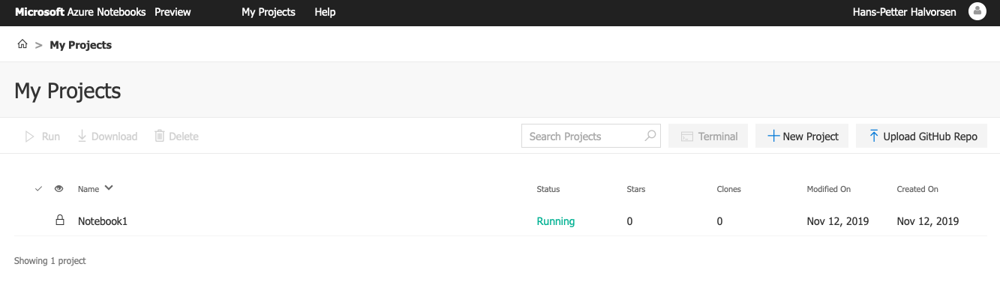 Microsoft Azure Notebooks Preview My Projects Help Hans-Petter Halvorsen
> My Projects
My Projects
Run Download Delete Search Projects Terminal New Project Upload GitHub Repo
Name Status Stars Clones Modified On Created On
Notebook1 Running 0 0 Nov 12, 2019 Nov 12, 2019
Showing 1 project